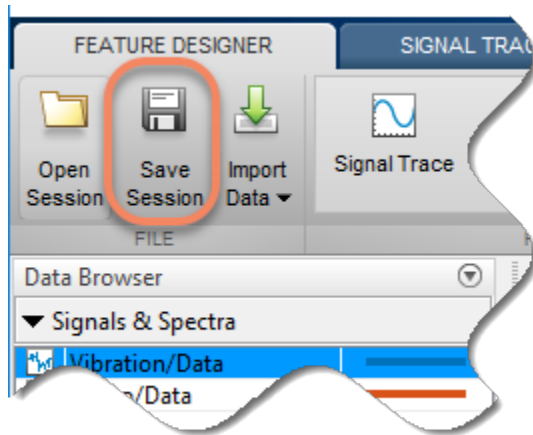 FEATURE DESIGNER
SIGNAL TRAC
Open Session
Save Session
Import Data
Signal Trace
FILE
Data Browser
Signals & Spectra
Vibration/Data
/Data